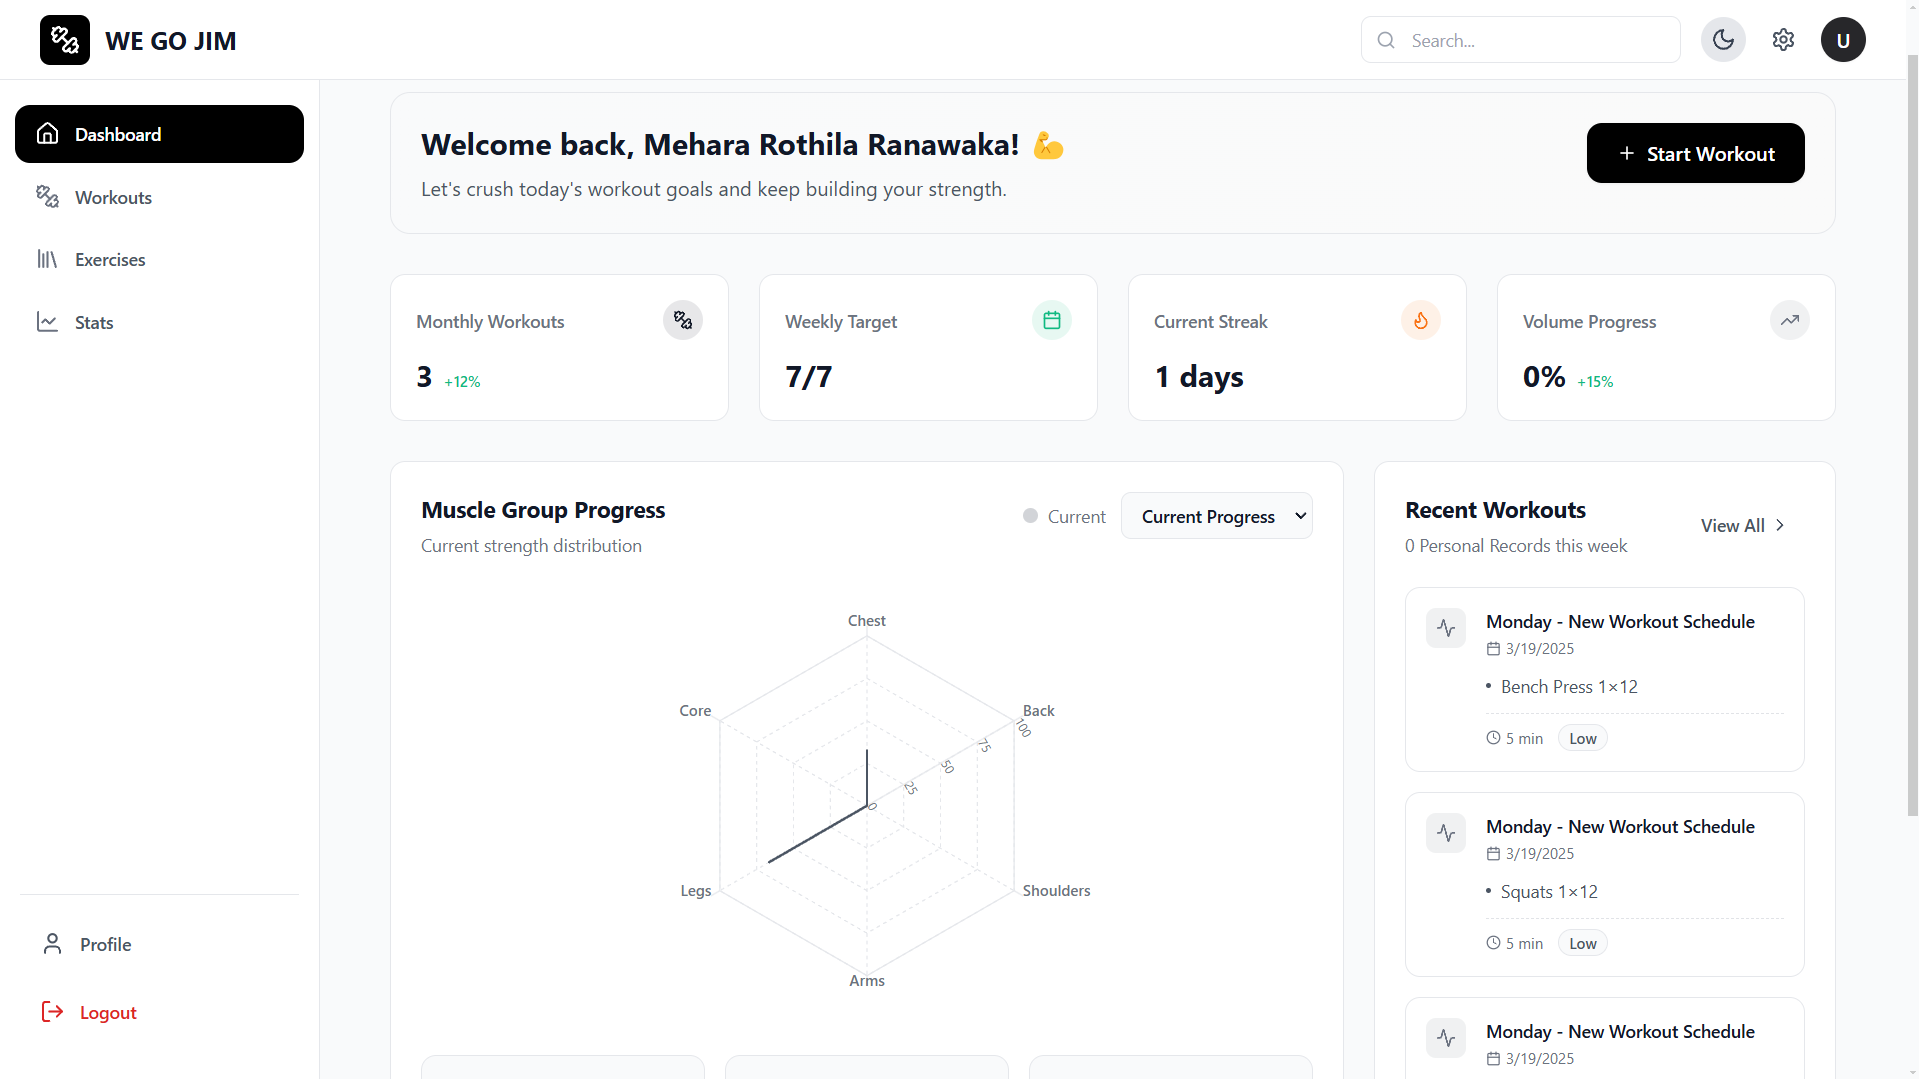 WE GO JIM
Search...
U
Dashboard
Workouts
Exercises
Stats
Profile
Logout
Welcome back, Mehara Rothila Ranawaka! 💪
Let's crush today's workout goals and keep building your strength.
+ Start Workout
Monthly Workouts
3 +12%
Weekly Target
7/7
Current Streak
1 days
Volume Progress
0% +15%
Muscle Group Progress
Current strength distribution
Current
Current Progress
Chest
Back
Shoulders
Arms
Legs
Core
0
25
50
75
100
Recent Workouts
0 Personal Records this week
View All
Monday - New Workout Schedule
3/19/2025
• Bench Press 1×12
5 min Low
Monday - New Workout Schedule
3/19/2025
• Squats 1×12
5 min Low
Monday - New Workout Schedule
3/19/2025